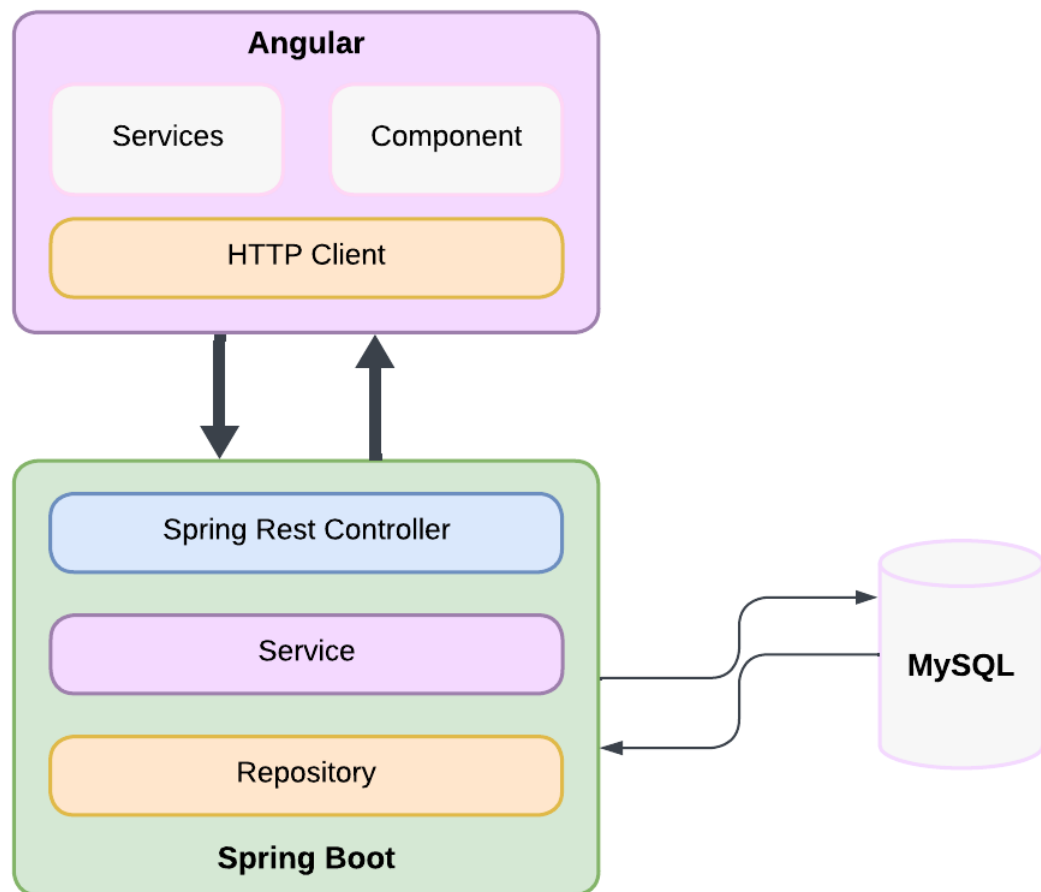 Angular
Services
Component
HTTP Client
Spring Rest Controller
Service
Repository
Spring Boot
MySQL